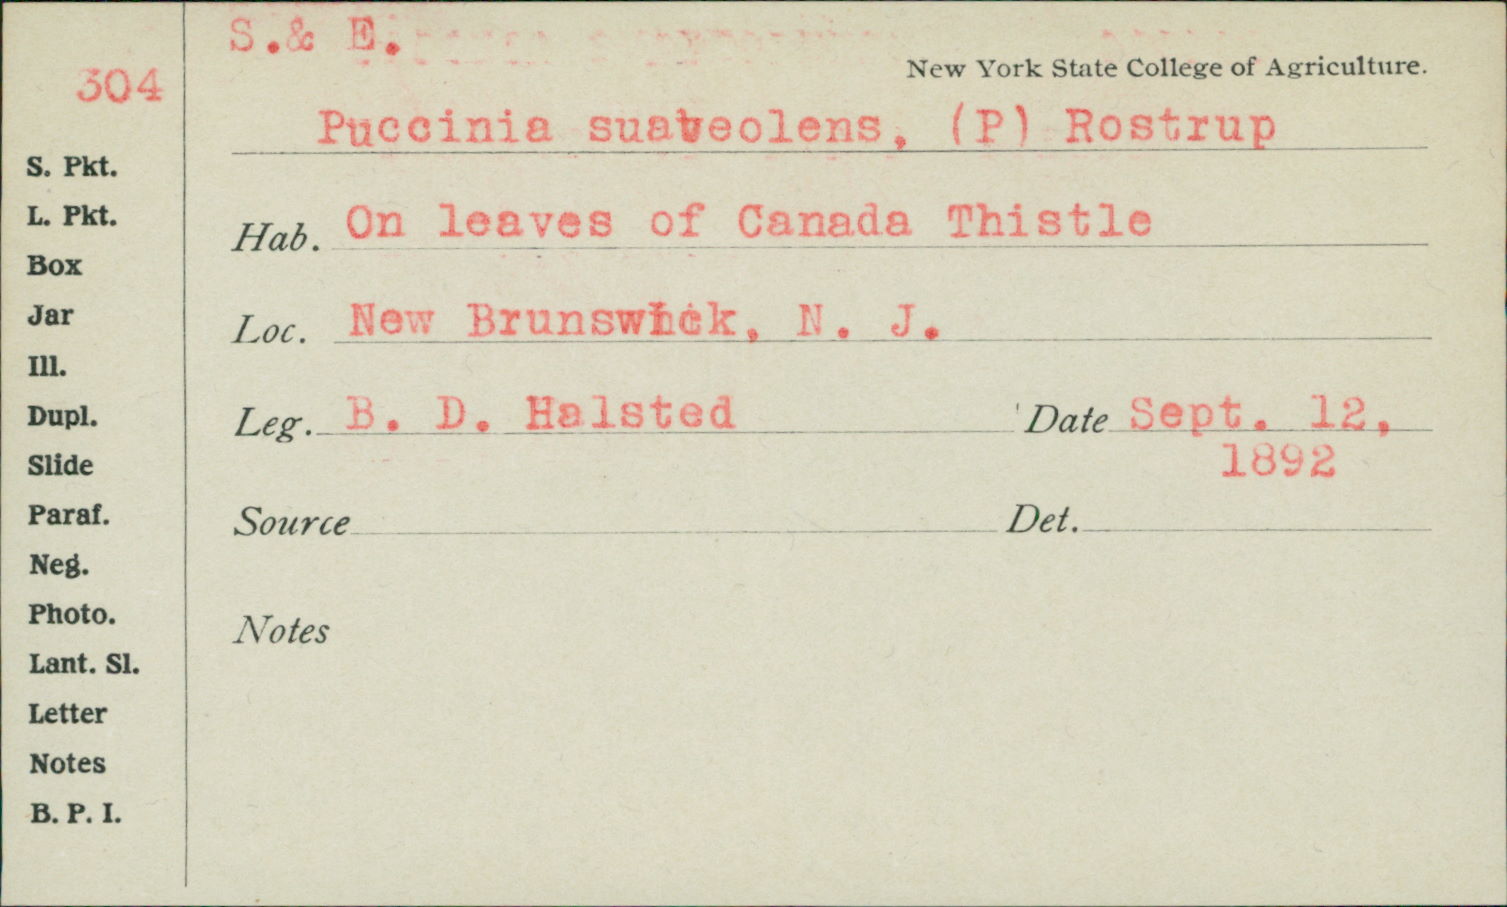 S.& E.
New York State College of Agriculture.
304
Puccinia suaveolens, (P) Rostrup
S. Pkt.
L. Pkt.
Hab. On leaves of Canada Thistle
Box
Jar
Loc. New Brunswick, N. J.
Ill.
Dupl.
Leg. B. D. Halsted Date Sept. 12,
1892
Slide
Paraf.
Source Det.
Neg.
Photo.
Notes
Lant. Sl.
Letter
Notes
B. P. I.